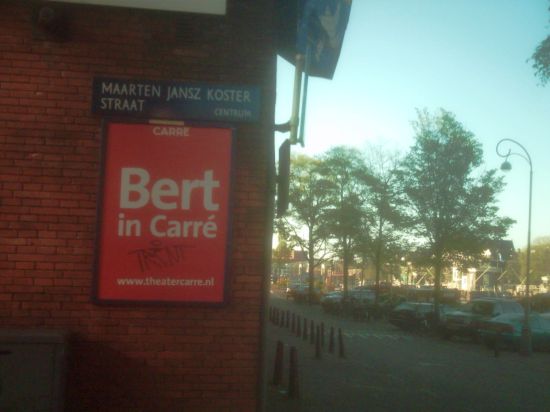 MAARTEN JANSZ KOSTER
STRAAT
CENTRUM
CARRÉ
Bert
in Carré
www.theatercarre.nl